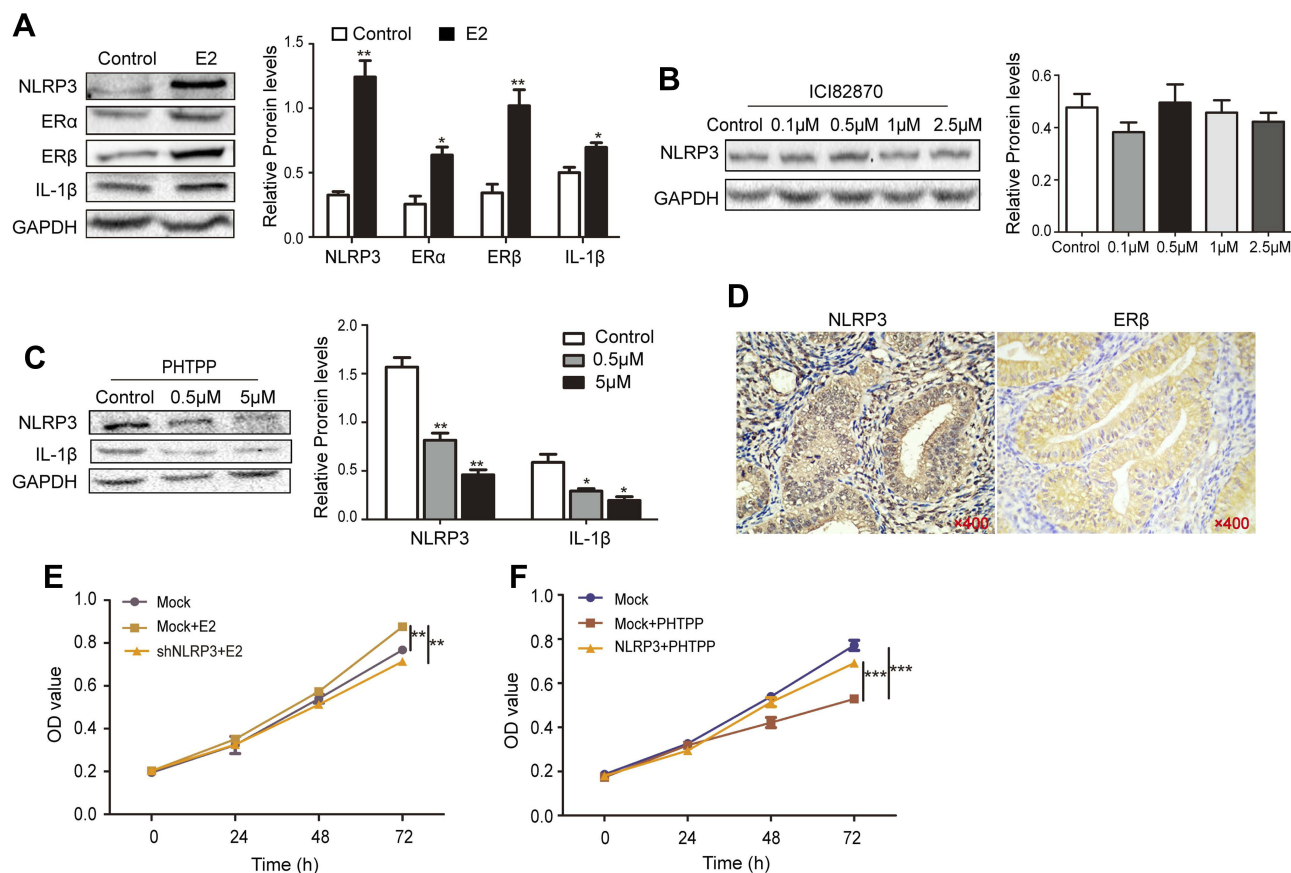 A
Control E2
NLRP3
ERα
ERβ
IL-1β
GAPDH
Control E2
Relative Prorein levels
1.5
1.0
0.5
0.0
** * ** *
NLRP3 ERα ERβ IL-1β
B
ICI82870
Control 0.1μM 0.5μM 1μM 2.5μM
NLRP3
GAPDH
Relative Prorein levels
0.6
0.4
0.2
0.0
Control 0.1μM 0.5μM 1μM 2.5μM
C
PHTPP
Control 0.5μM 5μM
NLRP3
IL-1β
GAPDH
Relative Prorein levels
2.0
1.5
1.0
0.5
0.0
Control
0.5μM
5μM
** ** * *
NLRP3 IL-1β
D
NLRP3 ERβ
×400 ×400
E
Mock
Mock+E2
shNLRP3+E2
** **
OD value
1.0
0.8
0.6
0.4
0.2
0.0
0 24 48 72
Time (h)
F
Mock
Mock+PHTPP
NLRP3+PHTPP
*** ***
OD value
1.0
0.8
0.6
0.4
0.2
0.0
0 24 48 72
Time (h)